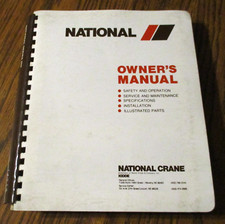 NATIONAL
OWNER'S
MANUAL
• SAFETY AND OPERATION
• SERVICE AND MAINTENANCE
• SPECIFICATIONS
• INSTALLATION
• ILLUSTRATED PARTS
NATIONAL CRANE